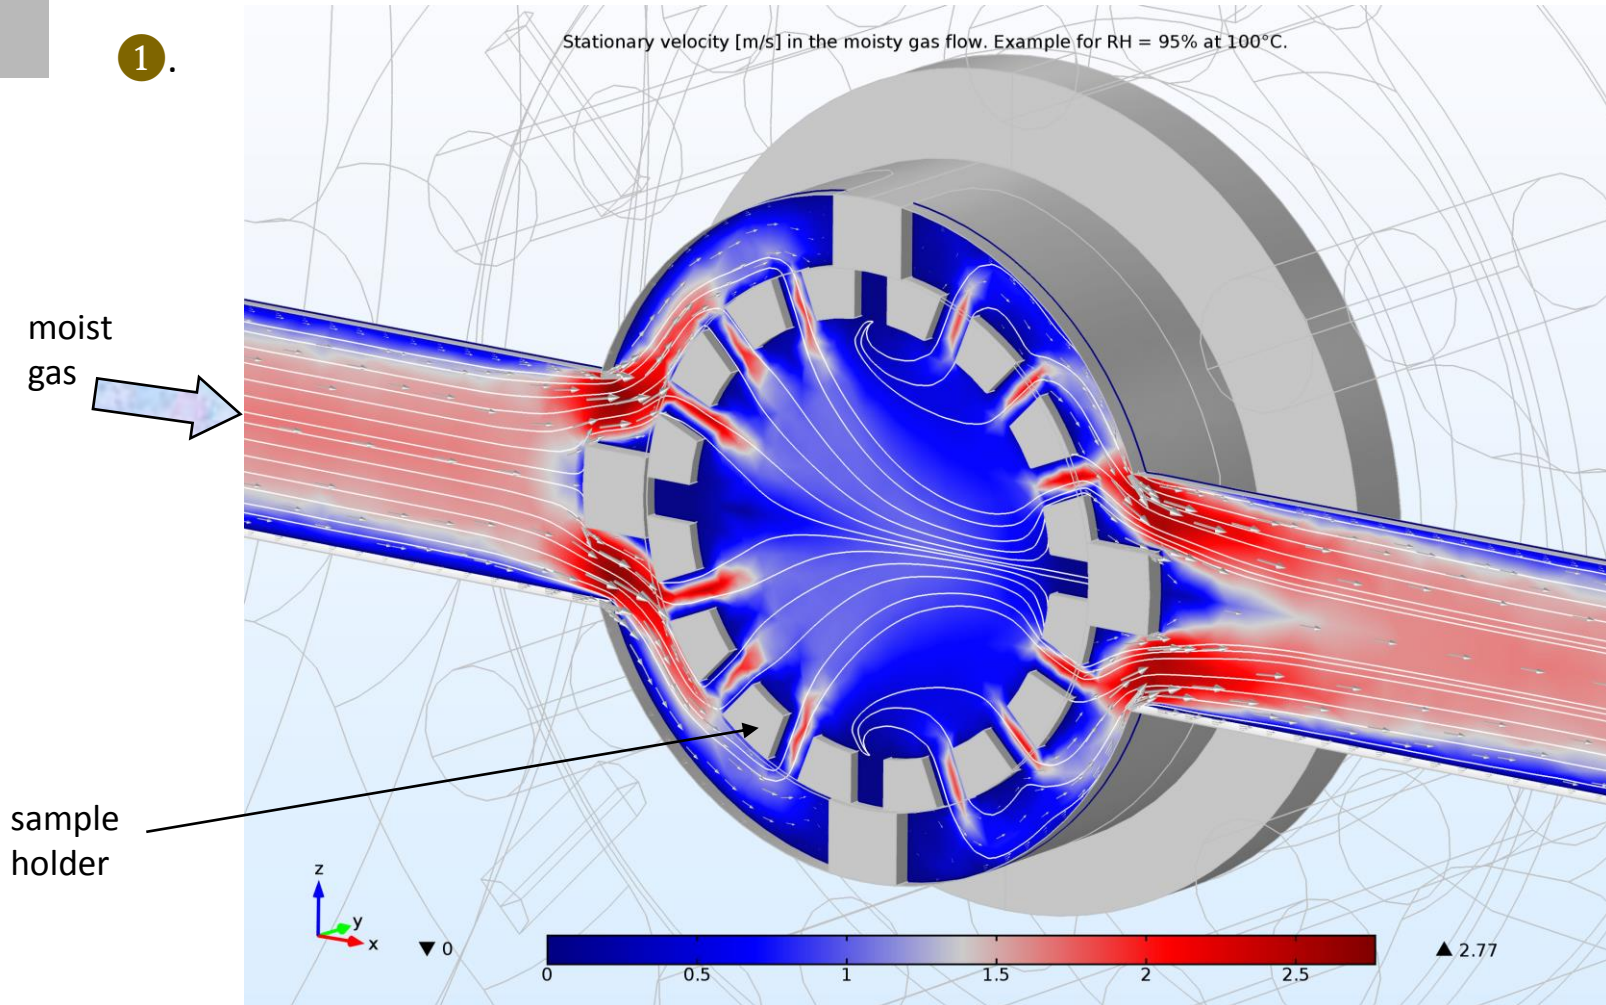 1.
Stationary velocity [m/s] in the moisty gas flow. Example for RH = 95% at 100°C.
moist
gas
sample
holder
z
y
x
▼ 0
▲ 2.77
0 0.5 1 1.5 2 2.5